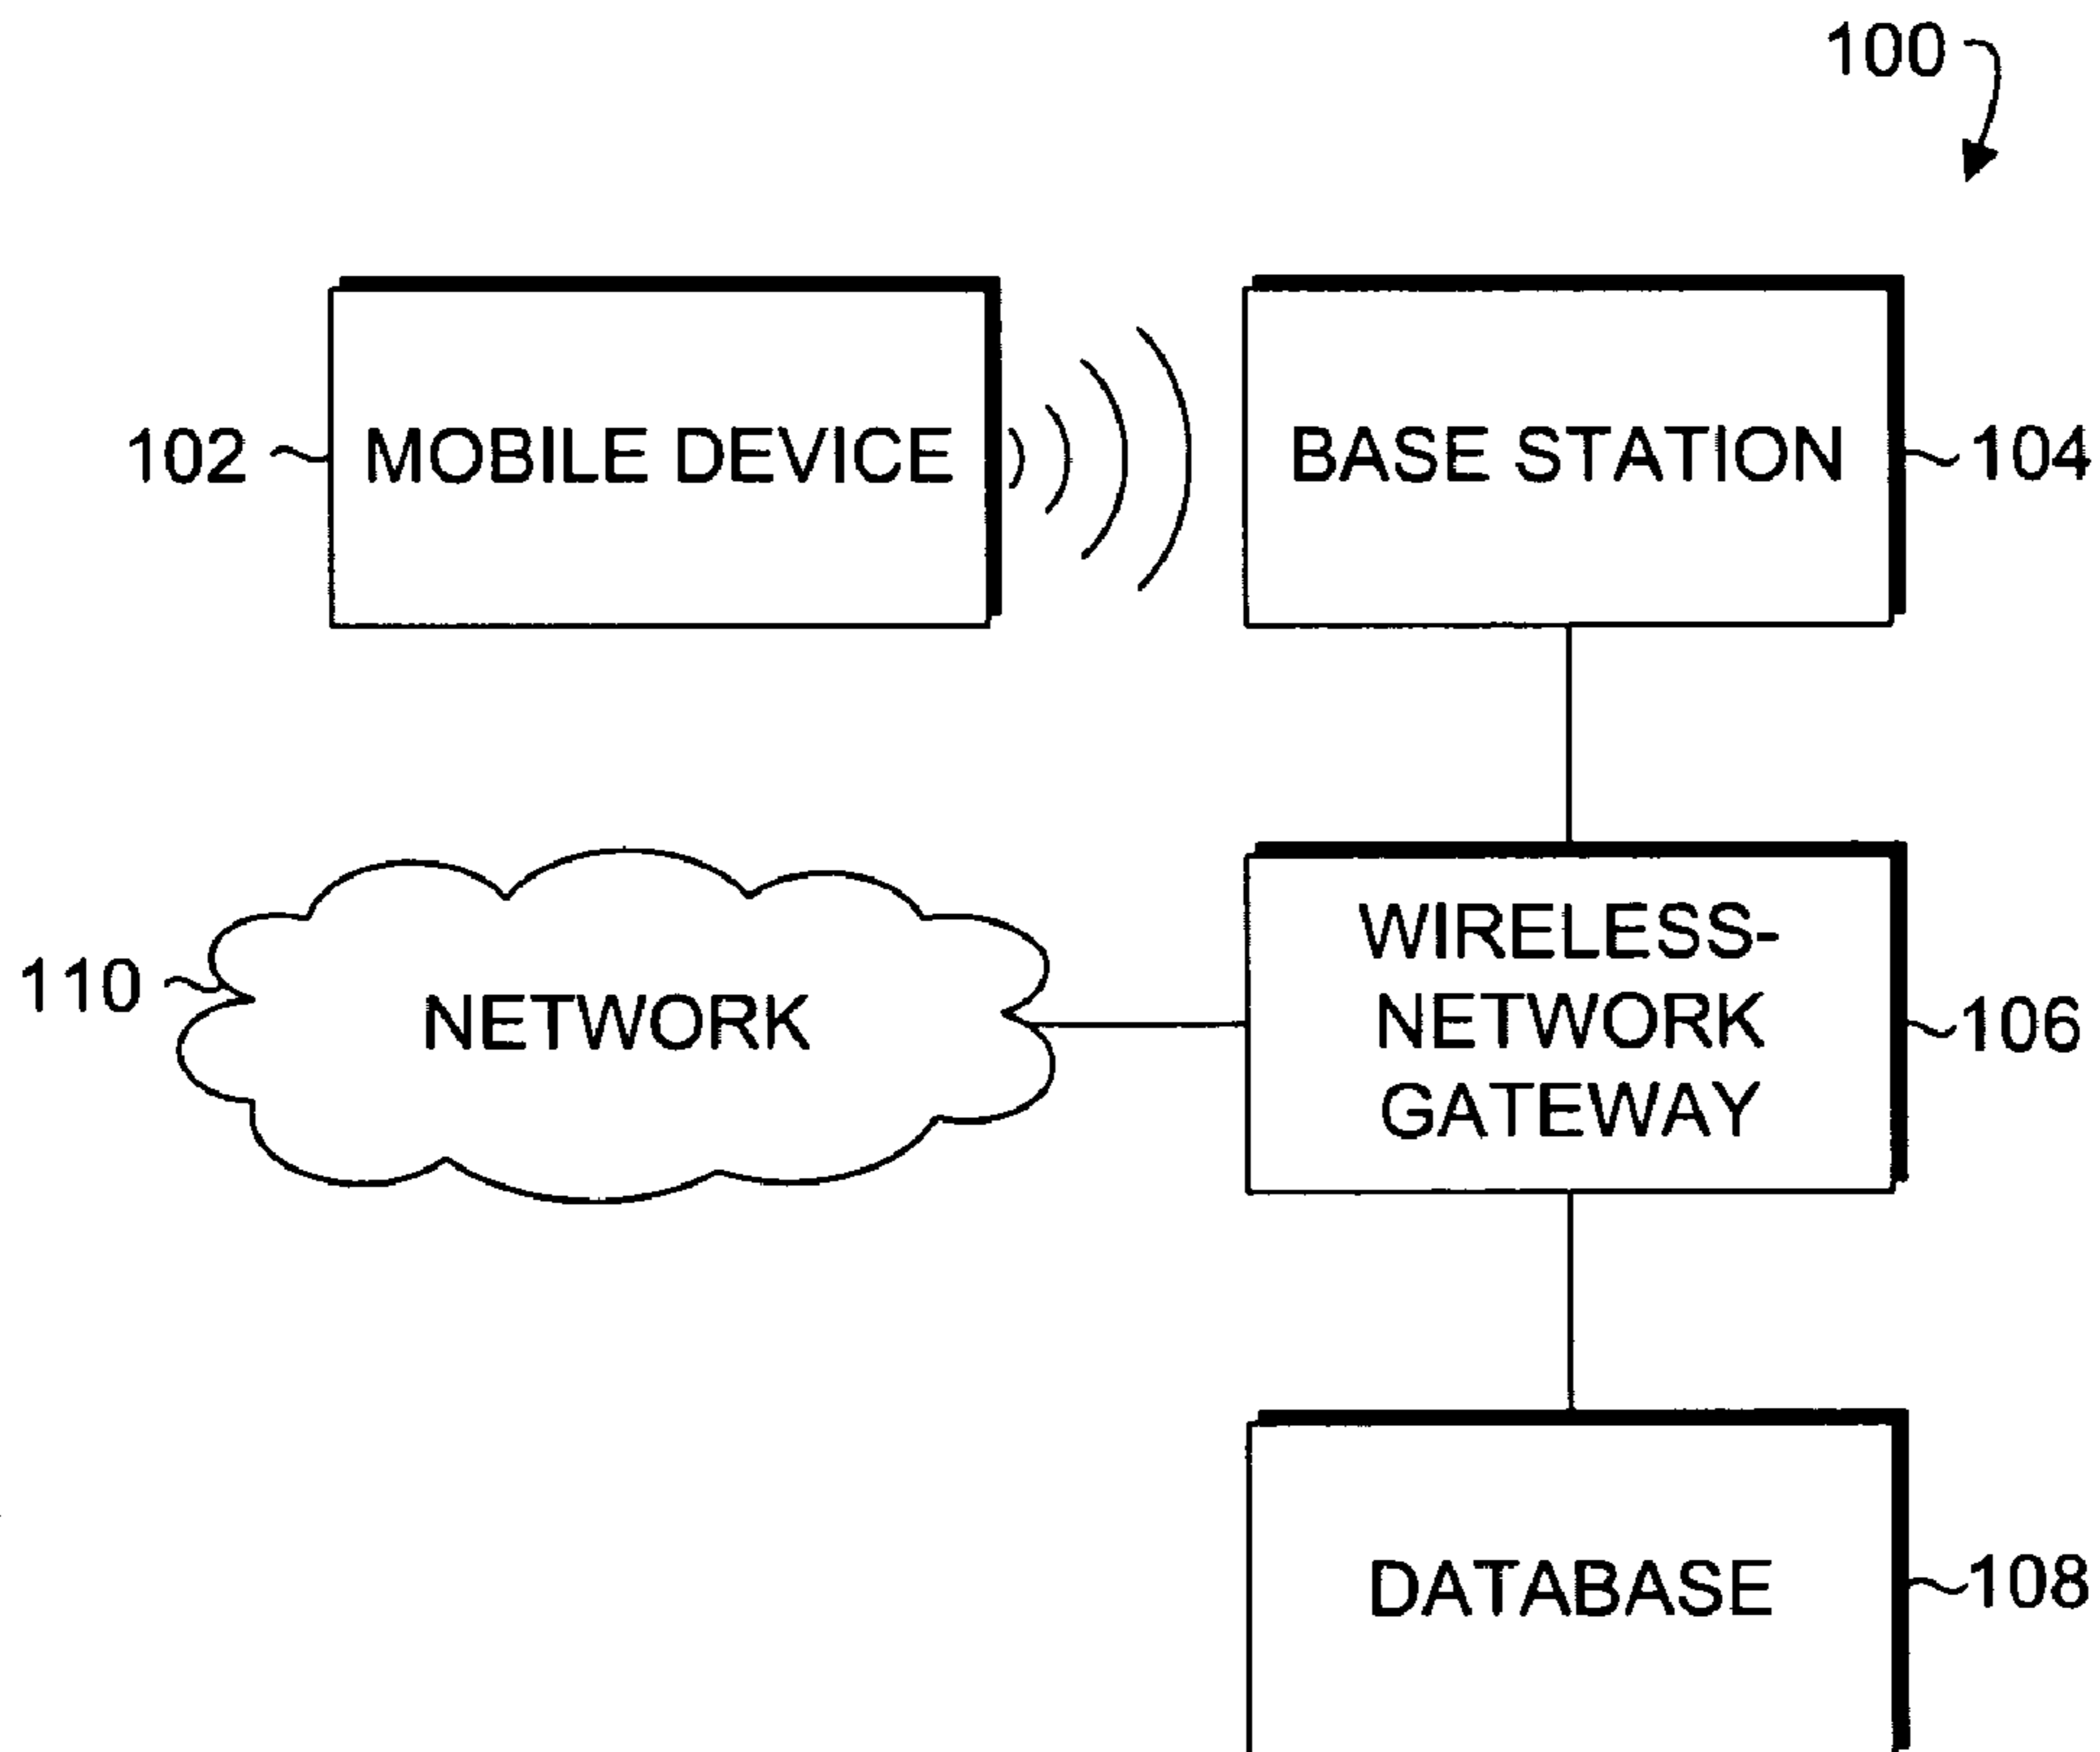 100
102 MOBILE DEVICE
BASE STATION 104
110 NETWORK
WIRELESS-
NETWORK
GATEWAY
106
DATABASE 108